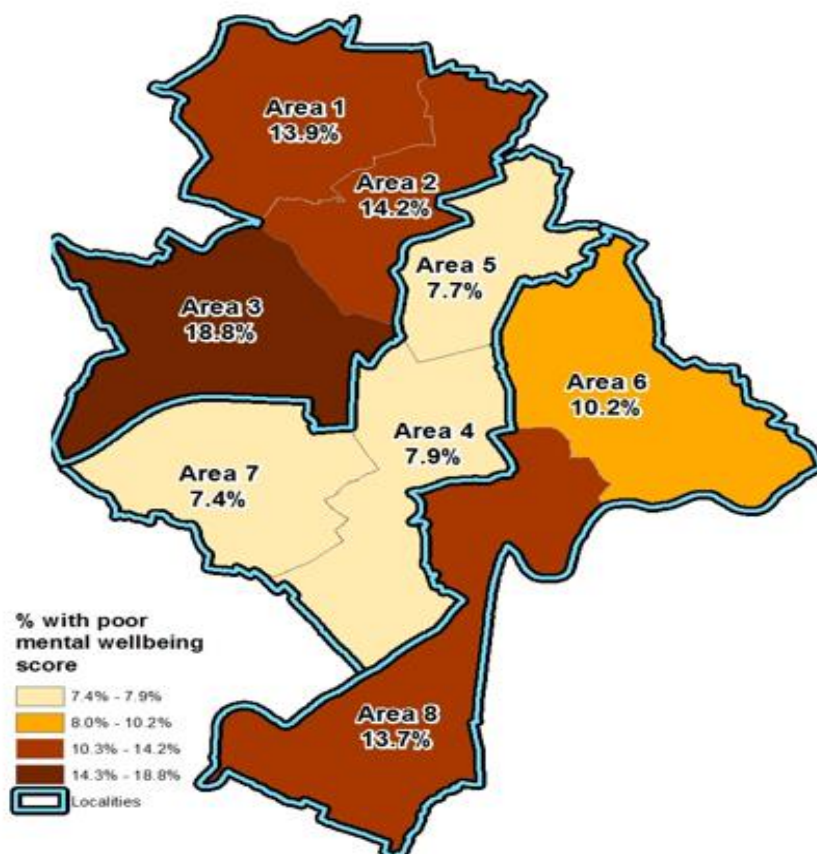 Area 1
13.9%
Area 2
14.2%
Area 5
7.7%
Area 3
18.8%
Area 6
10.2%
Area 4
7.9%
Area 7
7.4%
% with poor
mental wellbeing
score
7.4% - 7.9%
8.0% - 10.2%
10.3% - 14.2%
14.3% - 18.8%
Localities
Area 8
13.7%